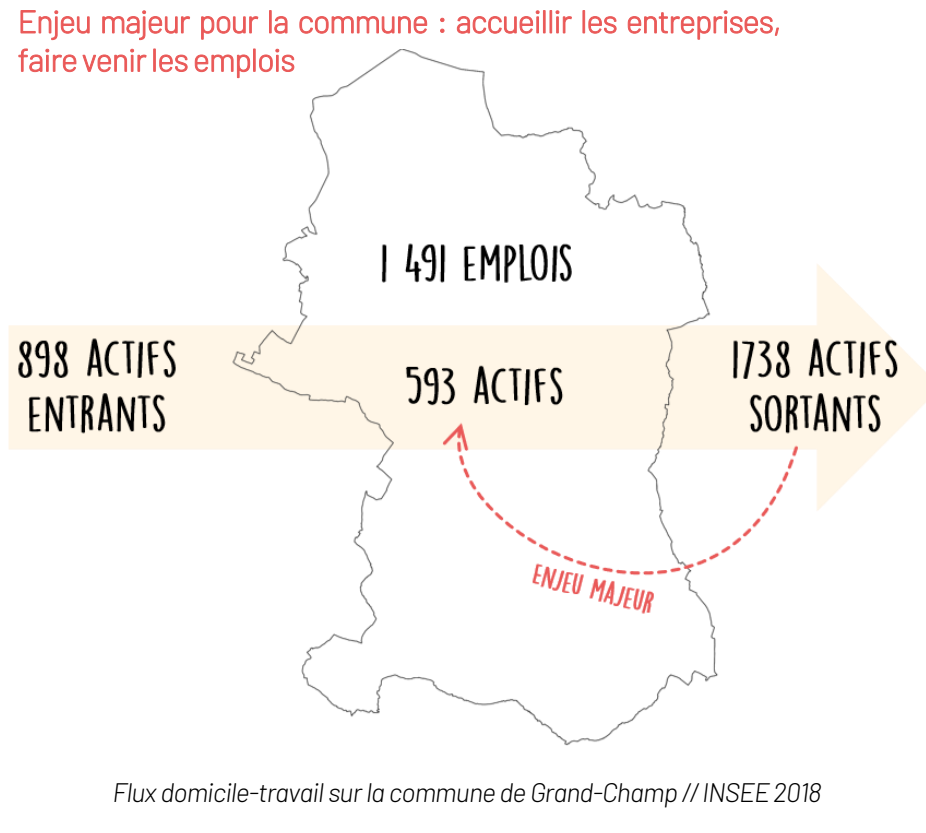 Enjeu majeur pour la commune : accueillir les entreprises,
faire venir les emplois
1 491 EMPLOIS
898 ACTIFS
ENTRANTS
593 ACTIFS
1738 ACTIFS
SORTANTS
ENJEU MAJEUR
Flux domicile-travail sur la commune de Grand-Champ // INSEE 2018